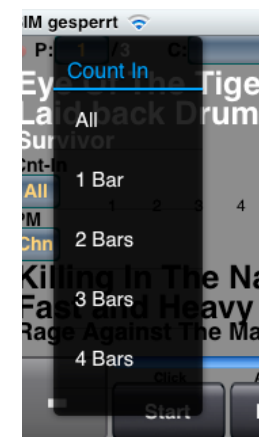 IM gesperrt
P: 1 /3 C:
Count In
Eye Of The Tige
Laid back Drum
Survivor
Cnt-In
All
All
1 Bar
1 2 3 4
PM
Chn
2 Bars
Killing In The Na
Fast and Heavy
Rage Against The Ma
3 Bars
4 Bars
Click
Start